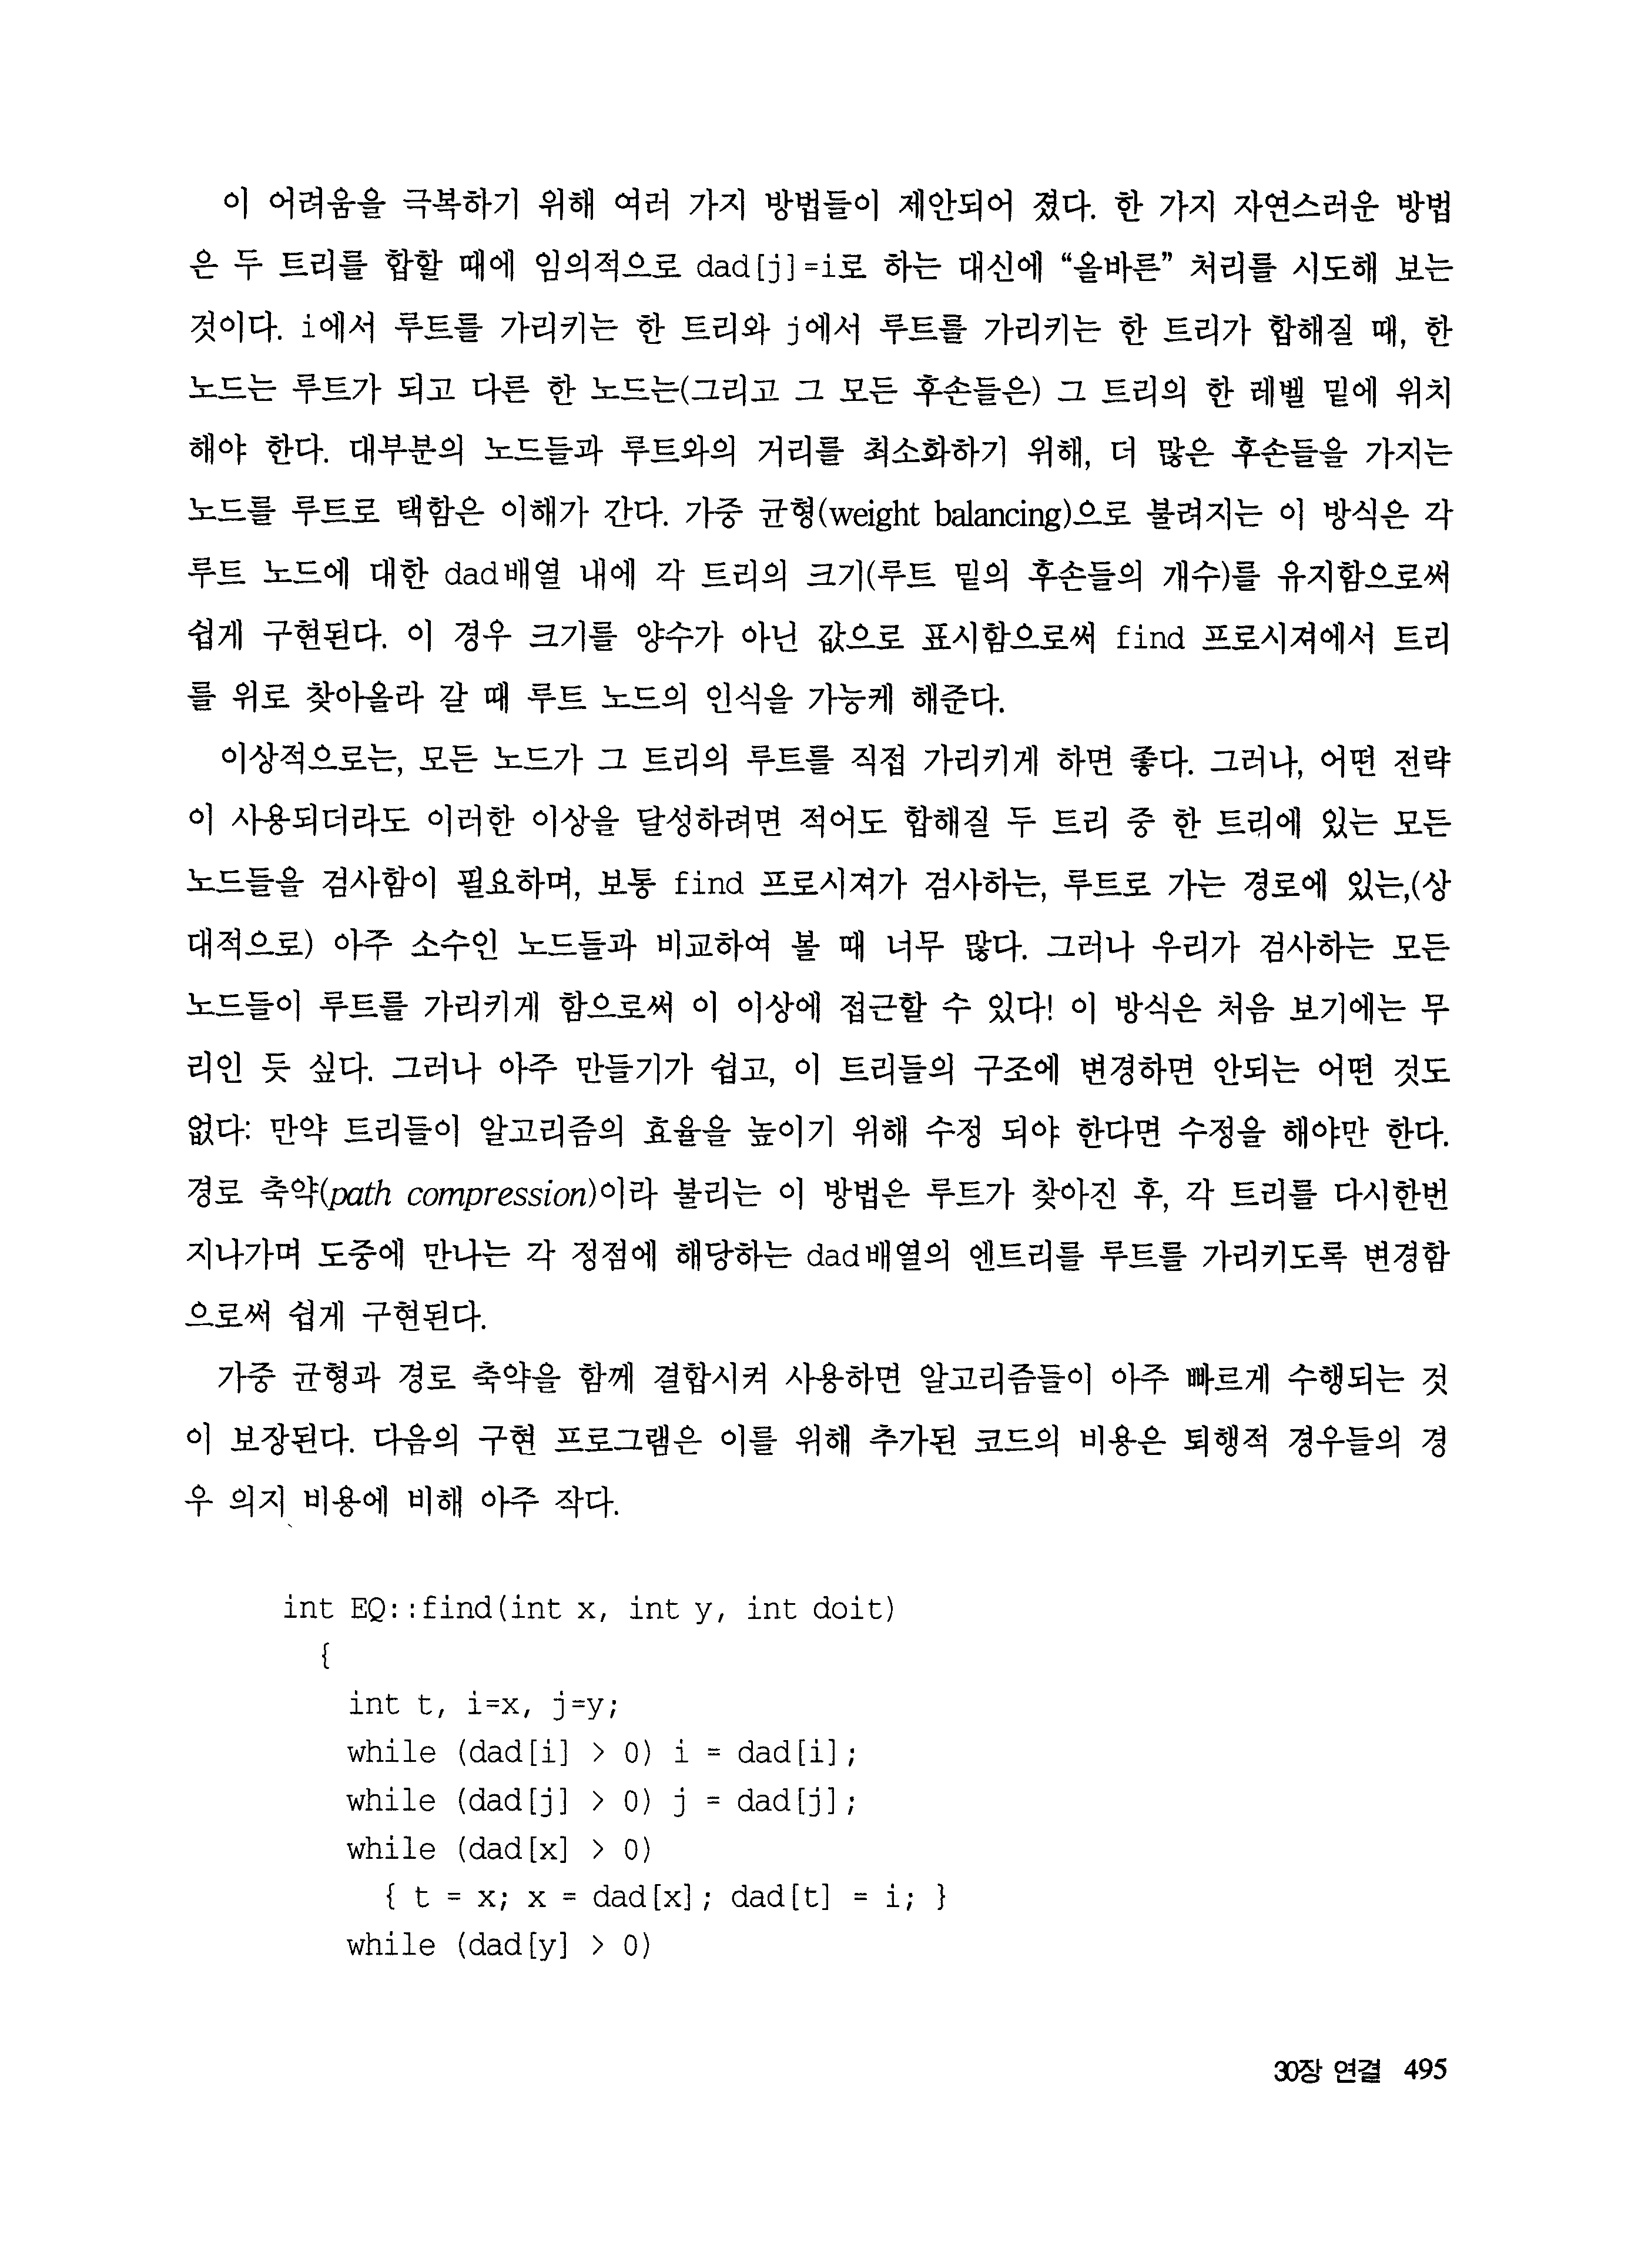 이 어려움을 극복하기 위해 여러 가지 방법들이 제안되어 졌다. 한 가지 자연스러운 방법
은 두 트리를 합할 때에 임의적으로 dad[j]=i로 하는 대신에 “올바른” 처리를 시도해 보는
것이다. i에서 루트를 가리키는 한 트리와 j에서 루트를 가리키는 한 트리가 합해질 때, 한
노드는 루트가 되고 다른 한 노드는(그리고 그 모든 후손들은) 그 트리의 한 레벨 밑에 위치
해야 한다. 대부분의 노드들과 루트와의 거리를 최소화하기 위해, 더 많은 후손들을 가지는
노드를 루트로 택함은 이해가 간다. 가중 균형(weight balancing)으로 불려지는 이 방식은 각
루트 노드에 대한 dad배열 내에 각 트리의 크기(루트 밑의 후손들의 개수)를 유지함으로써
쉽게 구현된다. 이 경우 크기를 양수가 아닌 값으로 표시함으로써 find 프로시져에서 트리
를 위로 찾아올라 갈 때 루트 노드의 인식을 가능케 해준다.
이상적으로는, 모든 노드가 그 트리의 루트를 직접 가리키게 하면 좋다. 그러나, 어떤 전략
이 사용되더라도 이러한 이상을 달성하려면 적어도 합해질 두 트리 중 한 트리에 있는 모든
노드들을 검사함이 필요하며, 보통 find 프로시져가 검사하는, 루트로 가는 경로에 있는,(상
대적으로) 아주 소수인 노드들과 비교하여 볼 때 너무 많다. 그러나 우리가 검사하는 모든
노드들이 루트를 가리키게 함으로써 이 이상에 접근할 수 있다! 이 방식은 처음 보기에는 무
리인 듯 싶다. 그러나 아주 만들기가 쉽고, 이 트리들의 구조에 변경하면 안되는 어떤 것도
없다: 만약 트리들이 알고리즘의 효율을 높이기 위해 수정 되야 한다면 수정을 해야만 한다.
경로 축약(path compression)이라 불리는 이 방법은 루트가 찾아진 후, 각 트리를 다시한번
지나가며 도중에 만나는 각 정점에 해당하는 dad배열의 엔트리를 루트를 가리키도록 변경함
으로써 쉽게 구현된다.
가중 균형과 경로 축약을 함께 결합시켜 사용하면 알고리즘들이 아주 빠르게 수행되는 것
이 보장된다. 다음의 구현 프로그램은 이를 위해 추가된 코드의 비용은 퇴행적 경우들의 경
우 의지 비용에 비해 아주 작다.
int EQ::find(int x, int y, int doit)
{
int t, i=x, j=y;
while (dad[i] > 0) i = dad[i];
while (dad[j] > 0) j = dad[j];
while (dad[x] > 0)
{ t = x; x = dad[x]; dad[t] = i; }
while (dad[y] > 0)
30장 연결 495